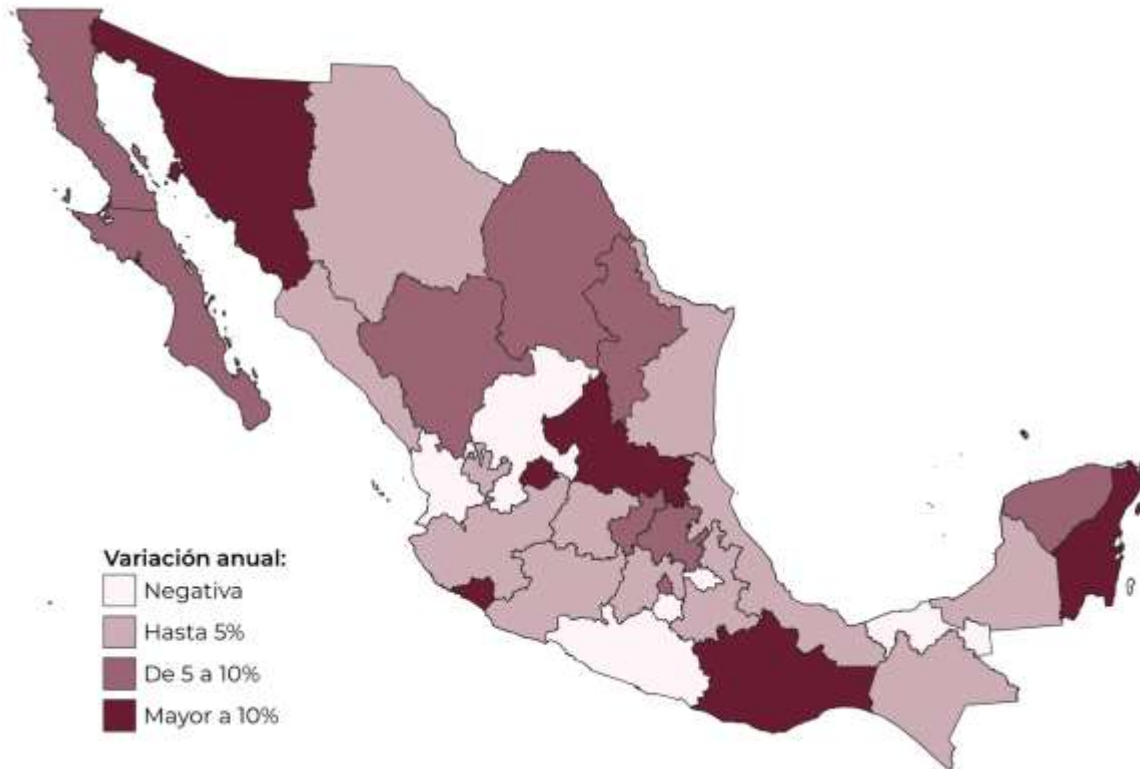 Variación anual:
Negativa
Hasta 5%
De 5 a 10%
Mayor a 10%